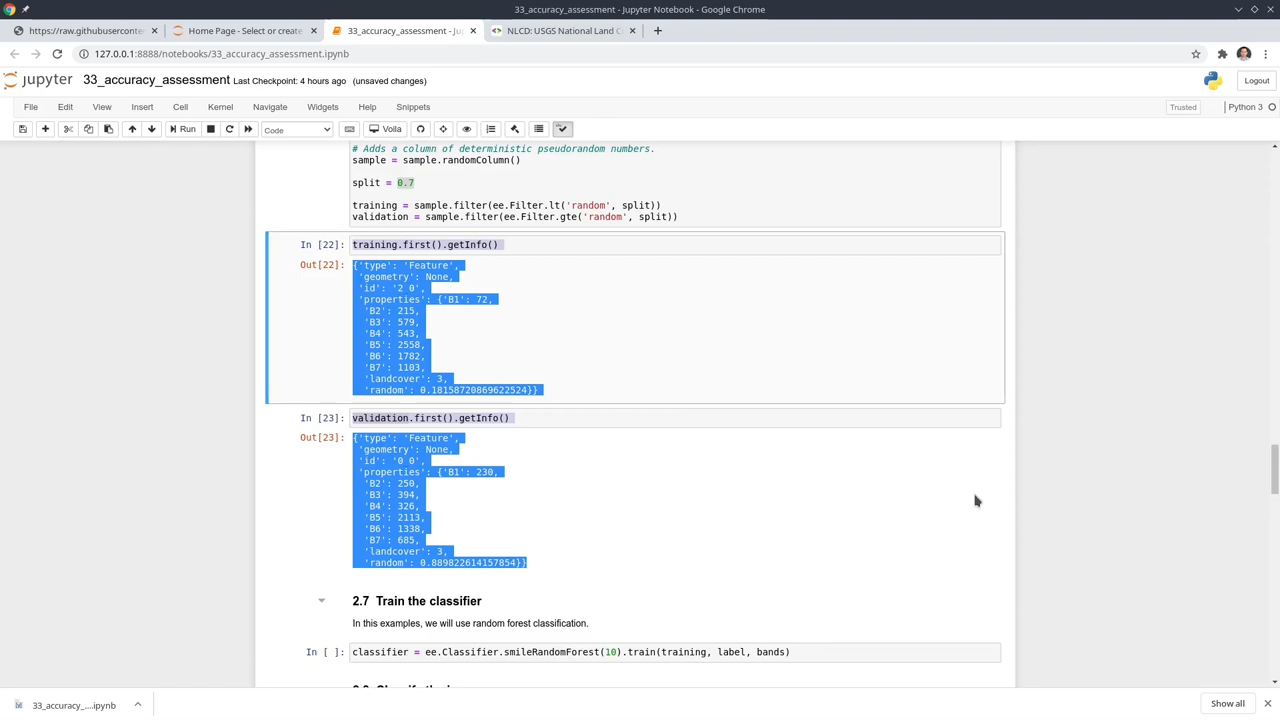 33_accuracy_assessment - Jupyter Notebook - Google Chrome
https://raw.githubuserconte
Home Page - Select or create
33_accuracy_assessment - Ju
NLCD: USGS National Land C
127.0.0.1:8888/notebooks/33_accuracy_assessment.ipynb
jupyter 33_accuracy_assessment Last Checkpoint: 4 hours ago (unsaved changes)
Logout
File Edit View Insert Cell Kernel Navigate Widgets Help Snippets
Trusted Python 3
Run Code Voila
# Adds a column of deterministic pseudorandom numbers.
sample = sample.randomColumn()
split = 0.7
training = sample.filter(ee.Filter.lt('random', split))
validation = sample.filter(ee.Filter.gte('random', split))
In [22]: training.first().getInfo()
Out[22]: {'type': 'Feature',
'geometry': None,
'id': '2_0',
'properties': {'B1': 72,
'B2': 215,
'B3': 579,
'B4': 543,
'B5': 2558,
'B6': 1782,
'B7': 1103,
'landcover': 3,
'random': 0.18158720869622524}}
In [23]: validation.first().getInfo()
Out[23]: {'type': 'Feature',
'geometry': None,
'id': '0_0',
'properties': {'B1': 230,
'B2': 250,
'B3': 394,
'B4': 326,
'B5': 2113,
'B6': 1338,
'B7': 685,
'landcover': 3,
'random': 0.889822614157854}}
2.7 Train the classifier
In this examples, we will use random forest classification.
In [ ]: classifier = ee.Classifier.smileRandomForest(10).train(training, label, bands)
33_accuracy_....ipynb
Show all